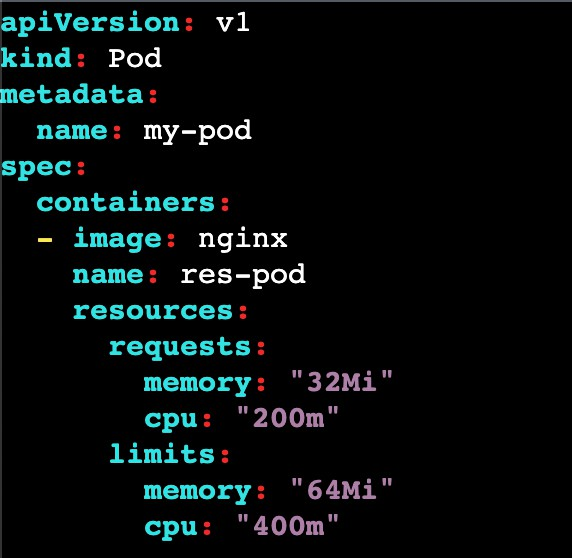 apiVersion: v1
kind: Pod
metadata:
  name: my-pod
spec:
  containers:
  - image: nginx
    name: res-pod
    resources:
      requests:
        memory: "32Mi"
        cpu: "200m"
      limits:
        memory: "64Mi"
        cpu: "400m"